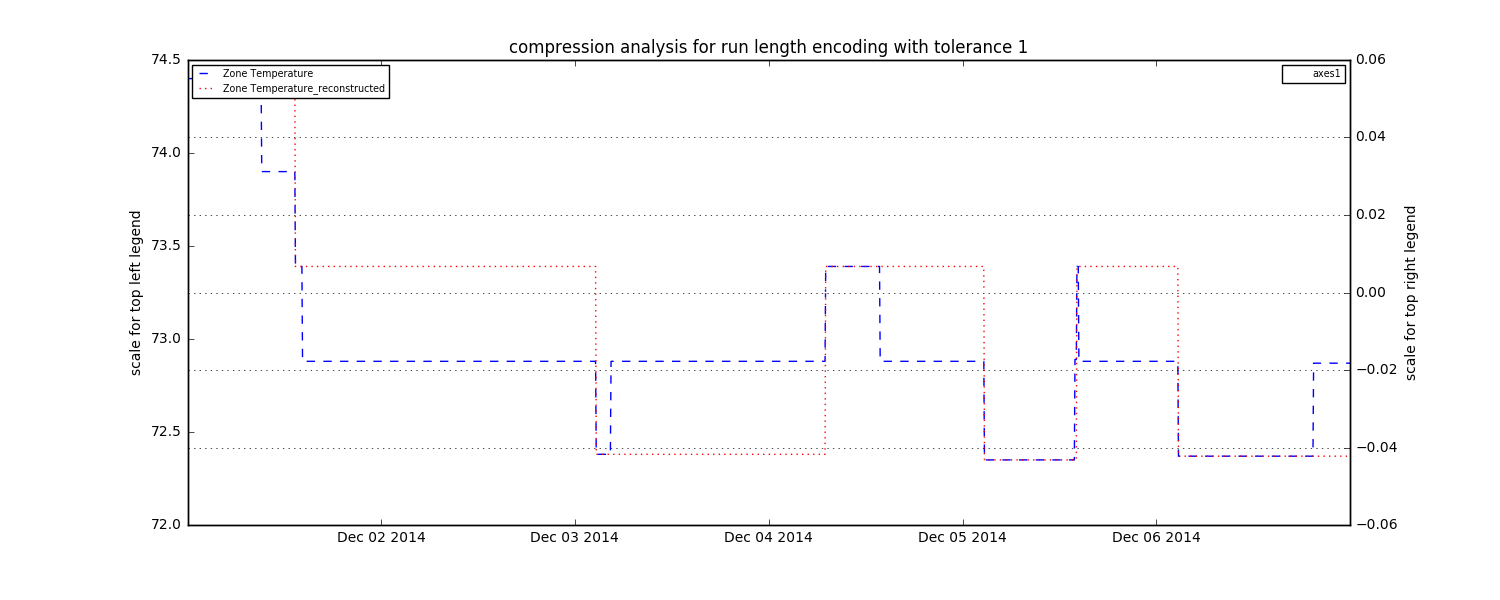 compression analysis for run length encoding with tolerance 1
74.5
74.0
73.5
73.0
72.5
72.0
scale for top left legend
Zone Temperature
Zone Temperature_reconstructed
axes1
0.06
0.04
0.02
0.00
−0.02
−0.04
−0.06
scale for top right legend
Dec 02 2014
Dec 03 2014
Dec 04 2014
Dec 05 2014
Dec 06 2014